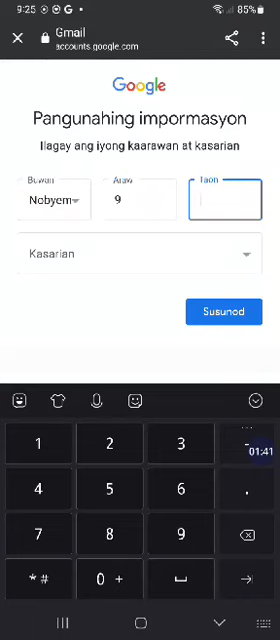 9:25 G • 85%
Gmail
accounts.google.com
Google
Pangunahing impormasyon
Ilagay ang iyong kaarawan at kasarian
Buwan Araw Taon
Nobyem 9
Kasarian
Susunod
1 2 3 -
01:41
4 5 6 .
7 8 9
*# 0 +